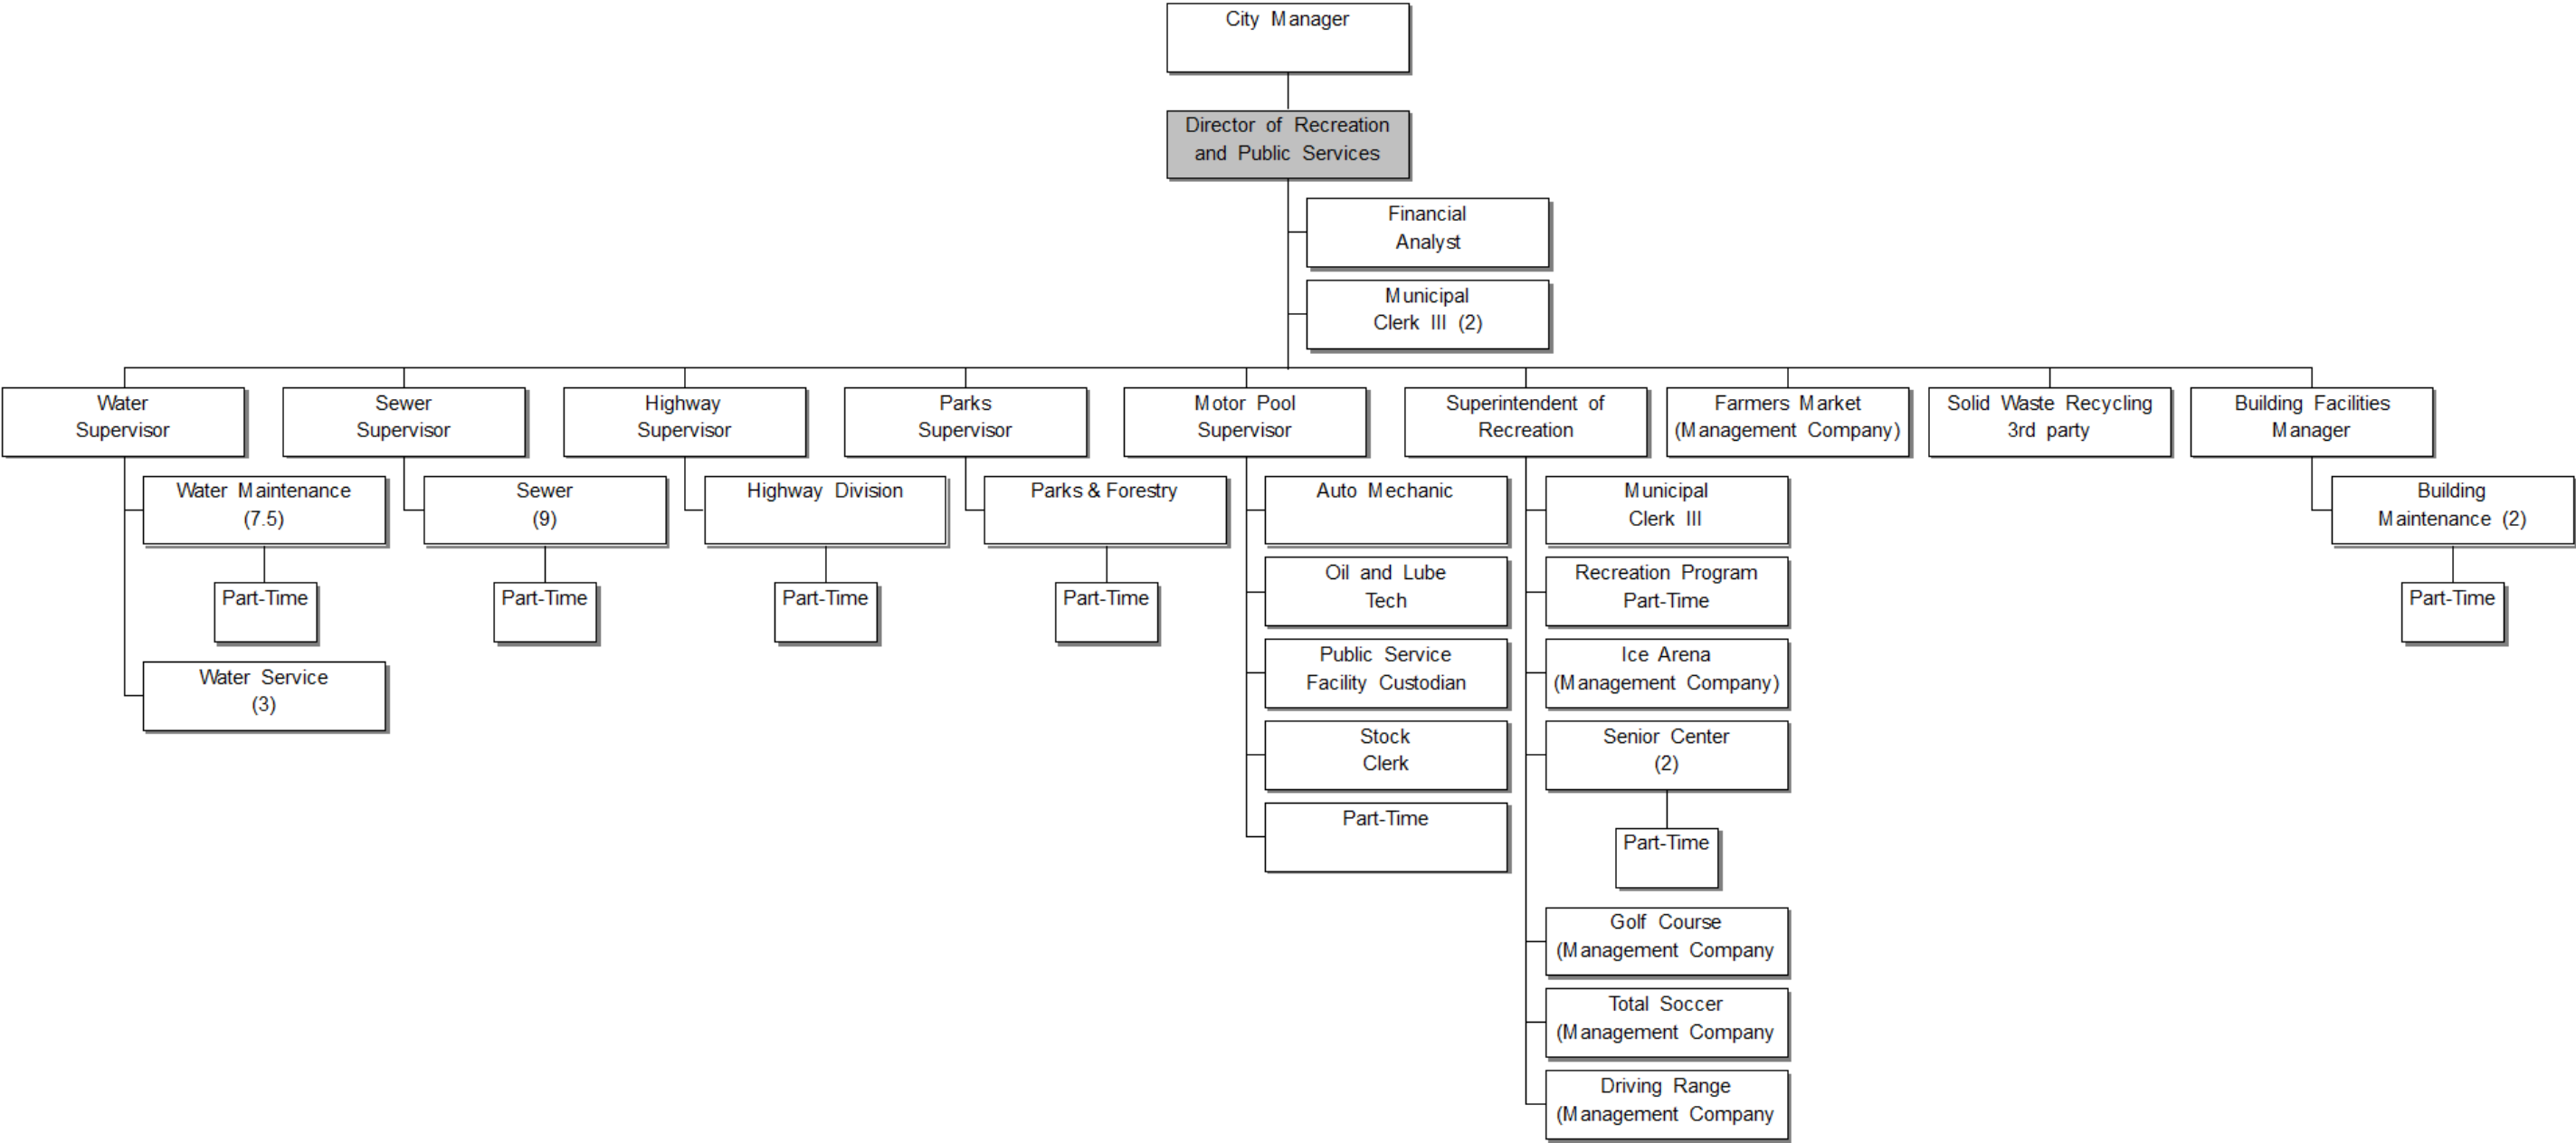 City Manager
Director of Recreation
and Public Services
Financial
Analyst
Municipal
Clerk III (2)
Water
Supervisor
Sewer
Supervisor
Highway
Supervisor
Parks
Supervisor
Motor Pool
Supervisor
Superintendent of
Recreation
Farmers Market
(Management Company)
Solid Waste Recycling
3rd party
Building Facilities
Manager
Water Maintenance
(7.5)
Part-Time
Water Service
(3)
Sewer
(9)
Part-Time
Highway Division
Part-Time
Parks & Forestry
Part-Time
Auto Mechanic
Oil and Lube
Tech
Public Service
Facility Custodian
Stock
Clerk
Part-Time
Municipal
Clerk III
Recreation Program
Part-Time
Ice Arena
(Management Company)
Senior Center
(2)
Part-Time
Golf Course
(Management Company
Total Soccer
(Management Company
Driving Range
(Management Company
Building
Maintenance (2)
Part-Time